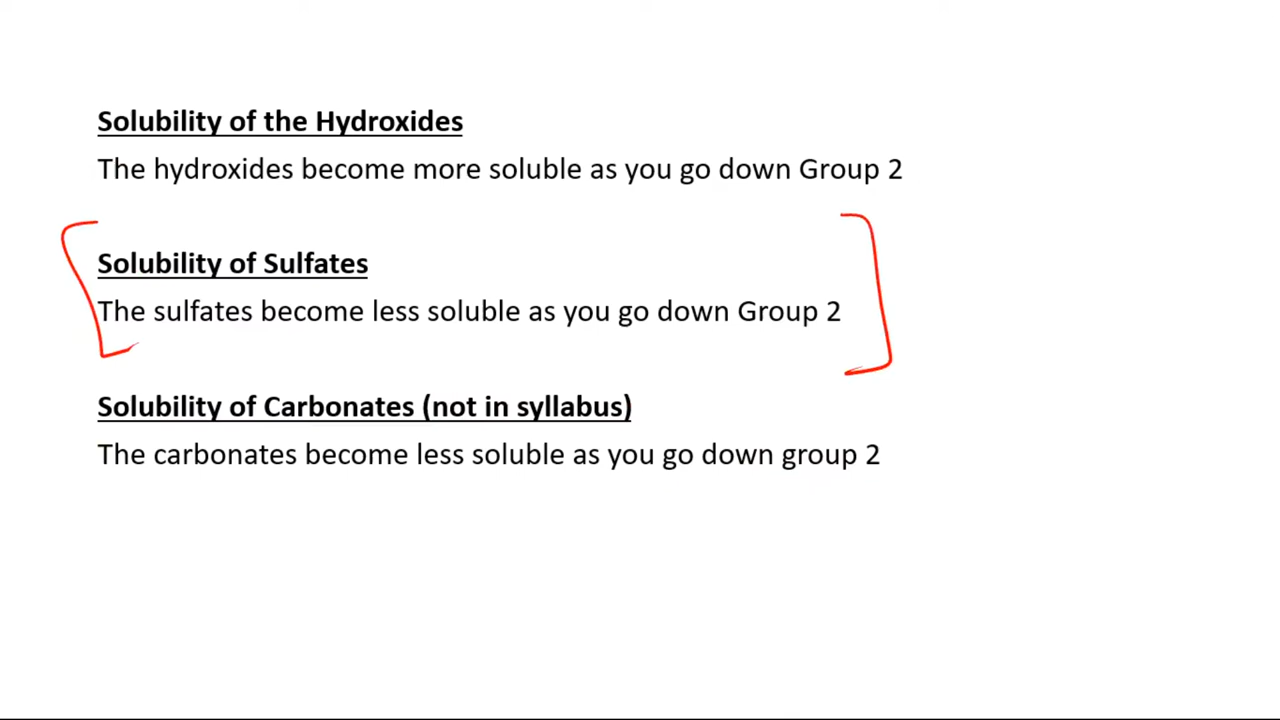 Solubility of the Hydroxides
The hydroxides become more soluble as you go down Group 2
Solubility of Sulfates
The sulfates become less soluble as you go down Group 2
Solubility of Carbonates (not in syllabus)
The carbonates become less soluble as you go down group 2